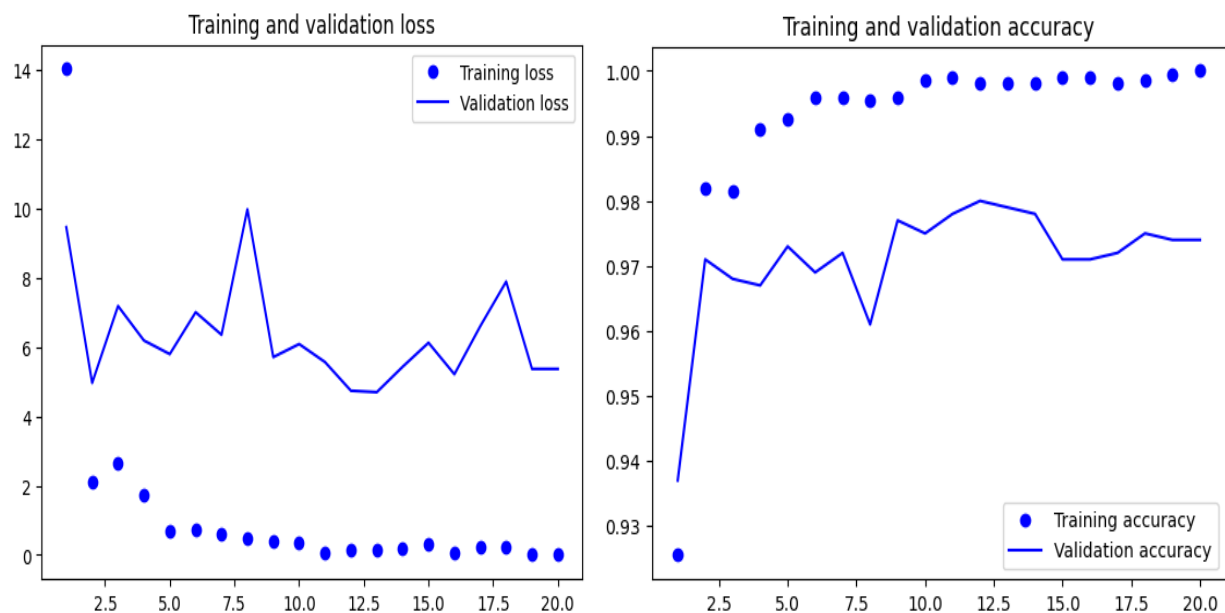 Training and validation loss
14
12
10
8
6
4
2
0
2.5 5.0 7.5 10.0 12.5 15.0 17.5 20.0
Training loss
Validation loss
Training and validation accuracy
1.00
0.99
0.98
0.97
0.96
0.95
0.94
0.93
2.5 5.0 7.5 10.0 12.5 15.0 17.5 20.0
Training accuracy
Validation accuracy